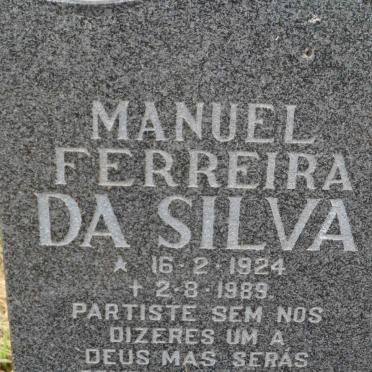 MANUEL
FERREIRA
DA SILVA
★ 16-2-1924
✝ 2-8-1989.
PARTISTE SEM NOS
DIZERES UM A
DEUS MAS SERÁS